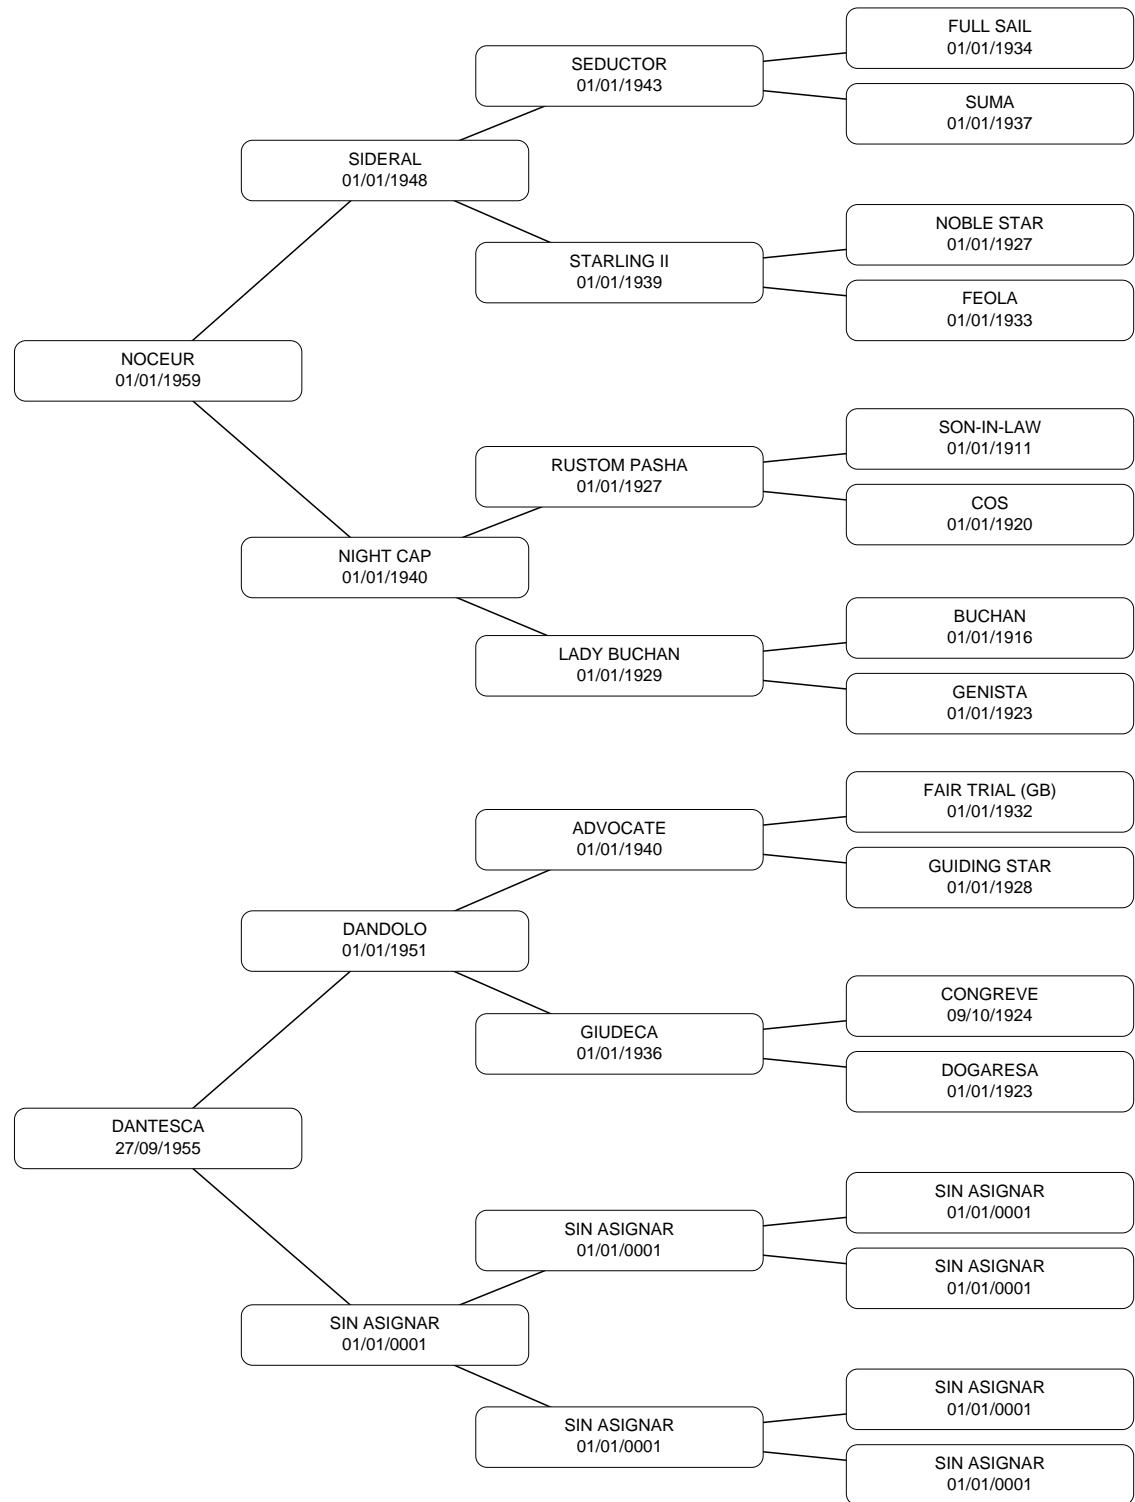 FULL SAIL
01/01/1934
SEDUCTOR
01/01/1943
SUMA
01/01/1937
SIDERAL
01/01/1948
NOBLE STAR
01/01/1927
STARLING II
01/01/1939
FEOLA
01/01/1933
NOCEUR
01/01/1959
SON-IN-LAW
01/01/1911
RUSTOM PASHA
01/01/1927
COS
01/01/1920
NIGHT CAP
01/01/1940
BUCHAN
01/01/1916
LADY BUCHAN
01/01/1929
GENISTA
01/01/1923
FAIR TRIAL (GB)
01/01/1932
ADVOCATE
01/01/1940
GUIDING STAR
01/01/1928
DANDOLO
01/01/1951
CONGREVE
09/10/1924
GIUDECA
01/01/1936
DOGARESA
01/01/1923
DANTESCA
27/09/1955
SIN ASIGNAR
01/01/0001
SIN ASIGNAR
01/01/0001
SIN ASIGNAR
01/01/0001
SIN ASIGNAR
01/01/0001
SIN ASIGNAR
01/01/0001
SIN ASIGNAR
01/01/0001
SIN ASIGNAR
01/01/0001